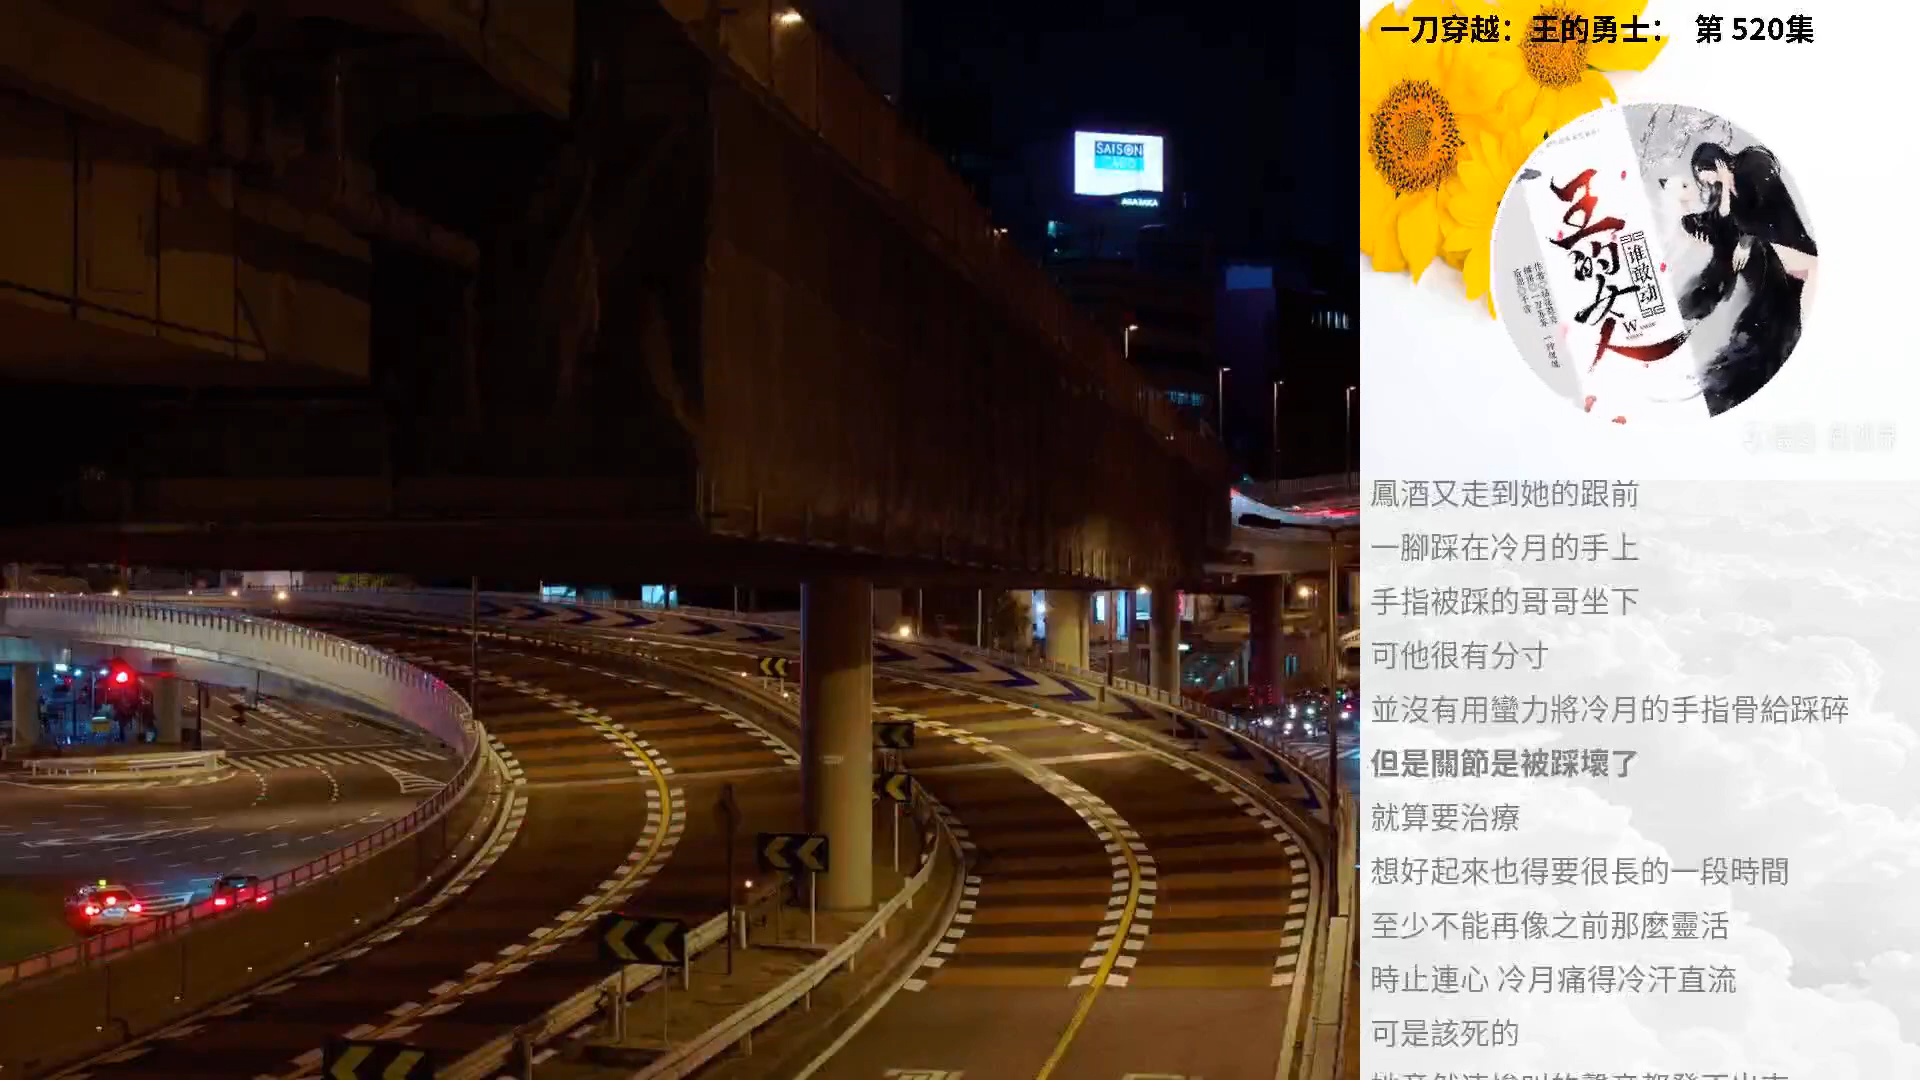 一刀穿越：王的勇士： 第 520集
SAISON
CARD
AKASAKA
王的女人
谁敢动
鳳酒又走到她的跟前
一腳踩在冷月的手上
手指被踩的哥哥坐下
可他很有分寸
並沒有用蠻力將冷月的手指骨給踩碎
但是關節是被踩壞了
就算要治療
想好起來也得要很長的一段時間
至少不能再像之前那麼靈活
時止連心 冷月痛得冷汗直流
可是該死的